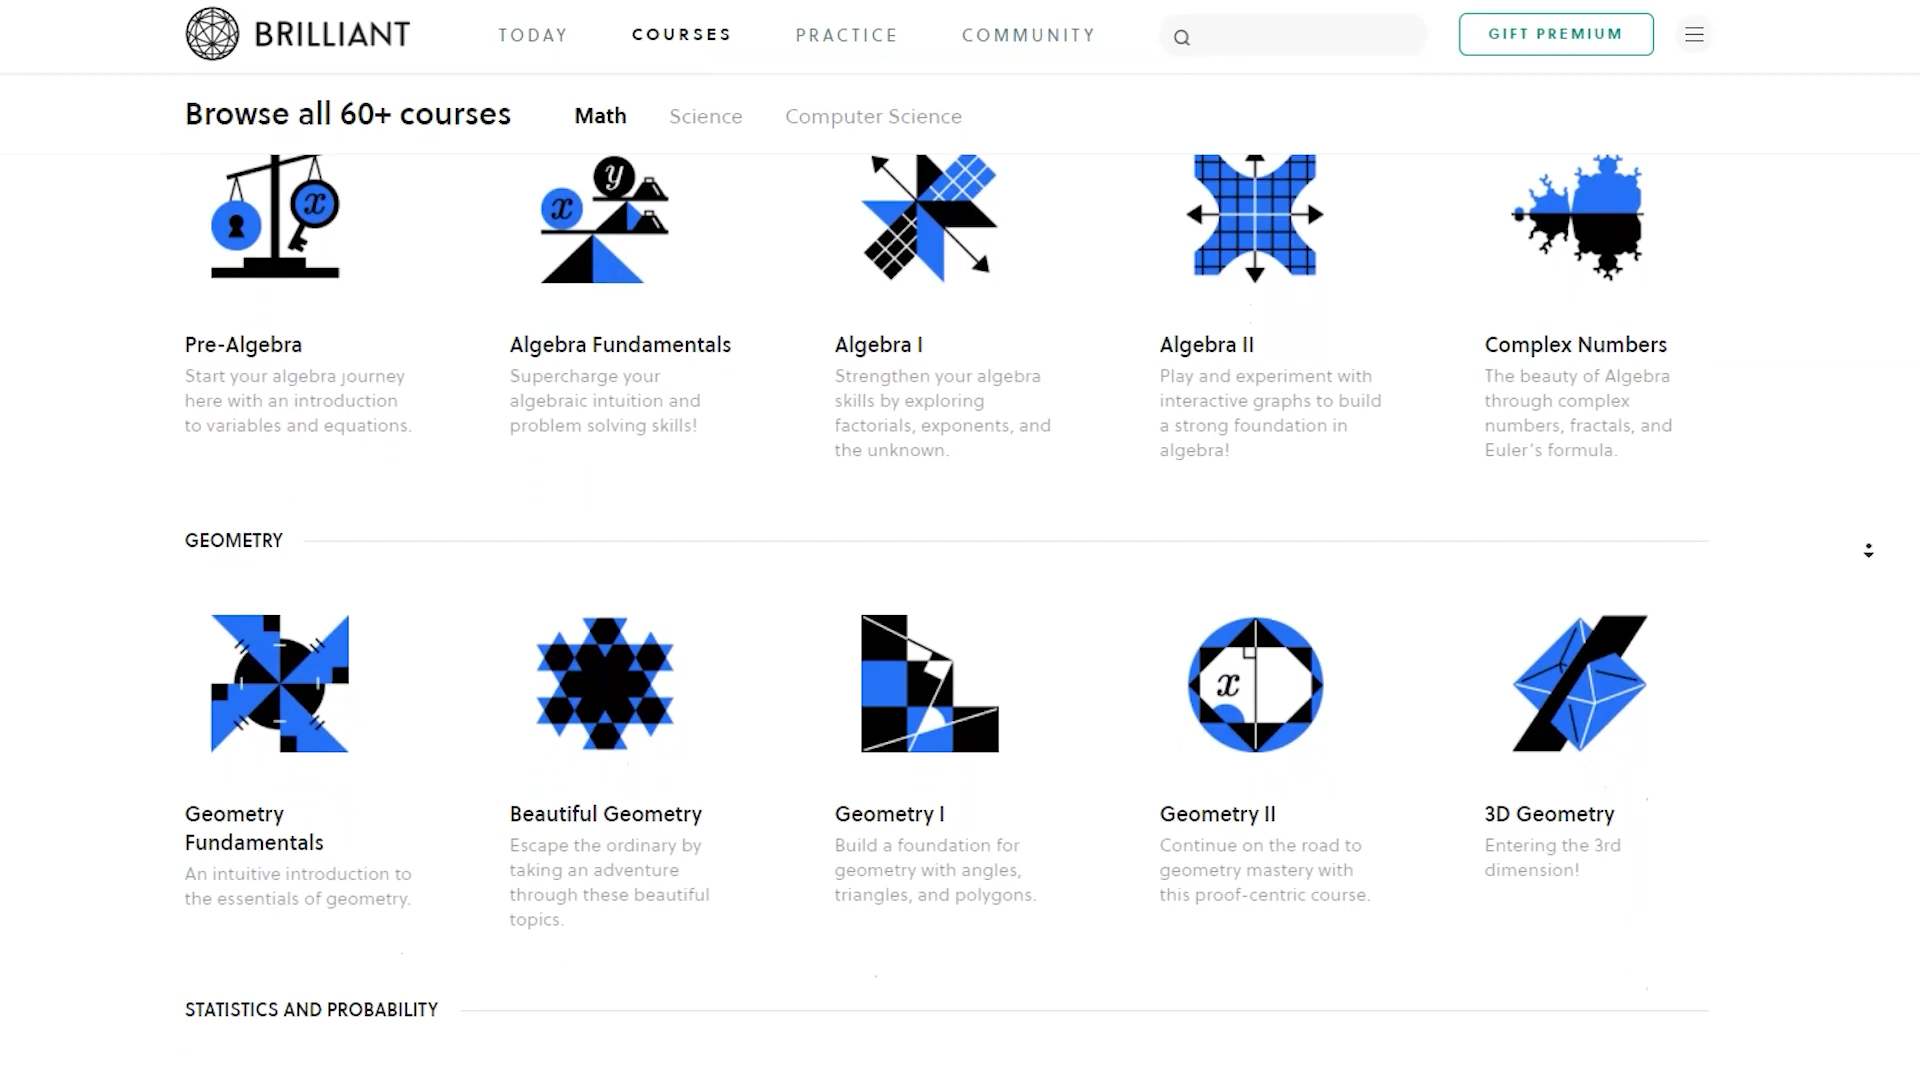 BRILLIANT
TODAY
COURSES
PRACTICE
COMMUNITY
GIFT PREMIUM
Browse all 60+ courses
Math
Science
Computer Science
x
x
y
Pre-Algebra
Start your algebra journey
here with an introduction
to variables and equations.
Algebra Fundamentals
Supercharge your
algebraic intuition and
problem solving skills!
Algebra I
Strengthen your algebra
skills by exploring
factorials, exponents, and
the unknown.
Algebra II
Play and experiment with
interactive graphs to build
a strong foundation in
algebra!
Complex Numbers
The beauty of Algebra
through complex
numbers, fractals, and
Euler's formula.
GEOMETRY
x
Geometry
Fundamentals
An intuitive introduction to
the essentials of geometry.
Beautiful Geometry
Escape the ordinary by
taking an adventure
through these beautiful
topics.
Geometry I
Build a foundation for
geometry with angles,
triangles, and polygons.
Geometry II
Continue on the road to
geometry mastery with
this proof-centric course.
3D Geometry
Entering the 3rd
dimension!
STATISTICS AND PROBABILITY